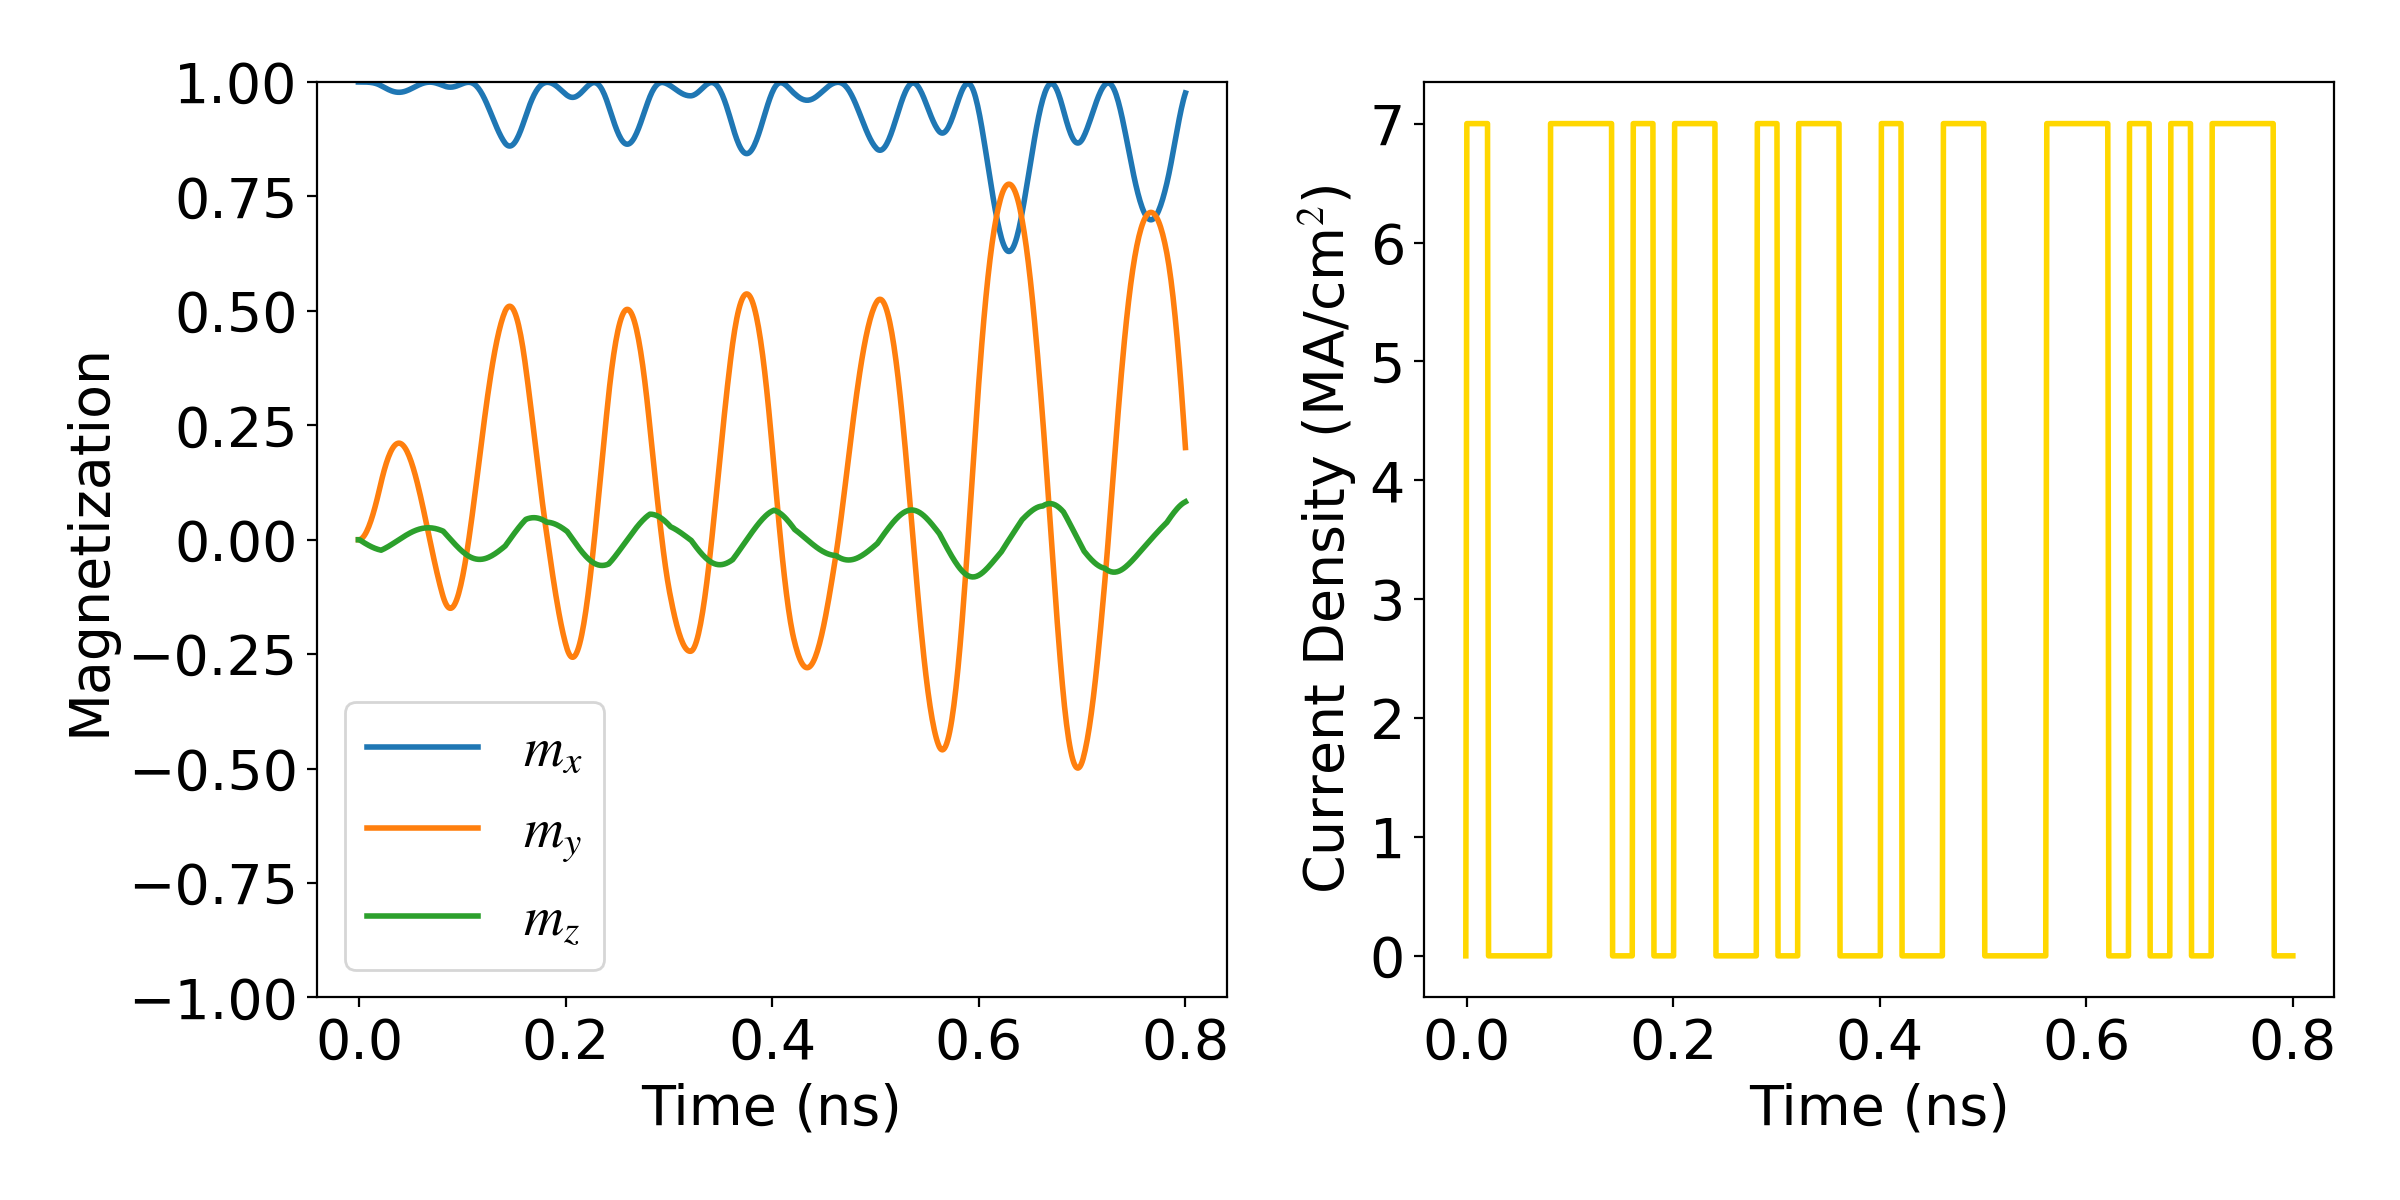 Magnetization
1.00
0.75
0.50
0.25
0.00
−0.25
−0.50
−0.75
−1.00
0.0 0.2 0.4 0.6 0.8
Time (ns)
m_x
m_y
m_z
Current Density (MA/cm²)
7
6
5
4
3
2
1
0
0.0 0.2 0.4 0.6 0.8
Time (ns)